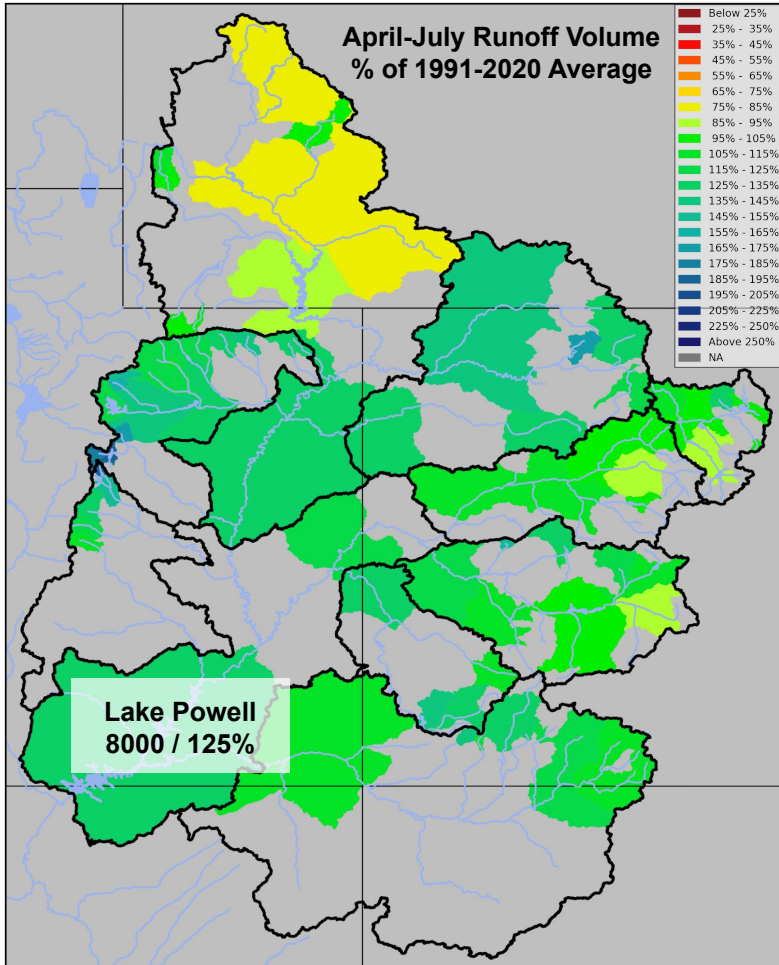 April-July Runoff Volume
% of 1991-2020 Average
Below 25%
25% - 35%
35% - 45%
45% - 55%
55% - 65%
65% - 75%
75% - 85%
85% - 95%
95% - 105%
105% - 115%
115% - 125%
125% - 135%
135% - 145%
145% - 155%
155% - 165%
165% - 175%
175% - 185%
185% - 195%
195% - 205%
205% - 225%
225% - 250%
Above 250%
NA
Lake Powell
8000 / 125%